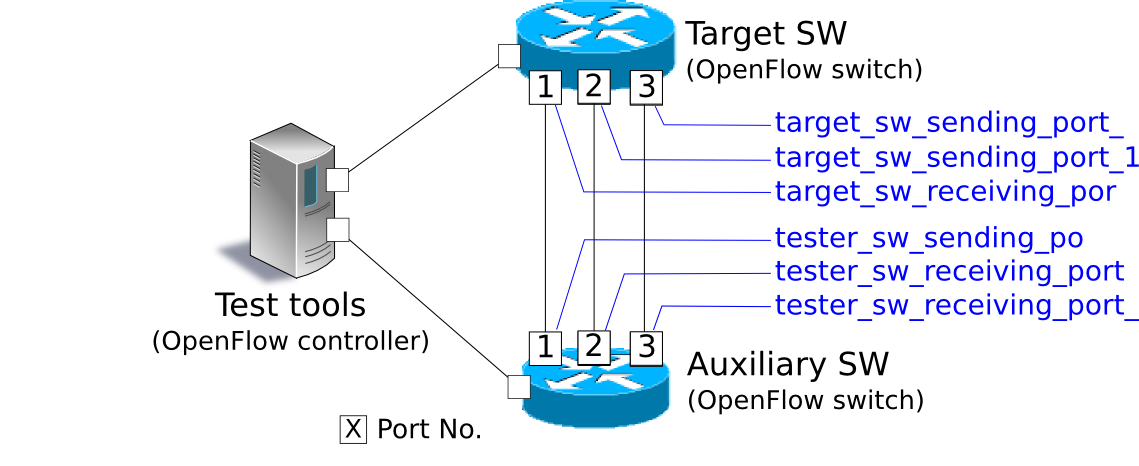 Target SW
(OpenFlow switch)
1 2 3
target_sw_sending_port_
target_sw_sending_port_1
target_sw_receiving_por
tester_sw_sending_po
tester_sw_receiving_port
tester_sw_receiving_port_
Test tools
(OpenFlow controller)
1 2 3
Auxiliary SW
(OpenFlow switch)
X Port No.